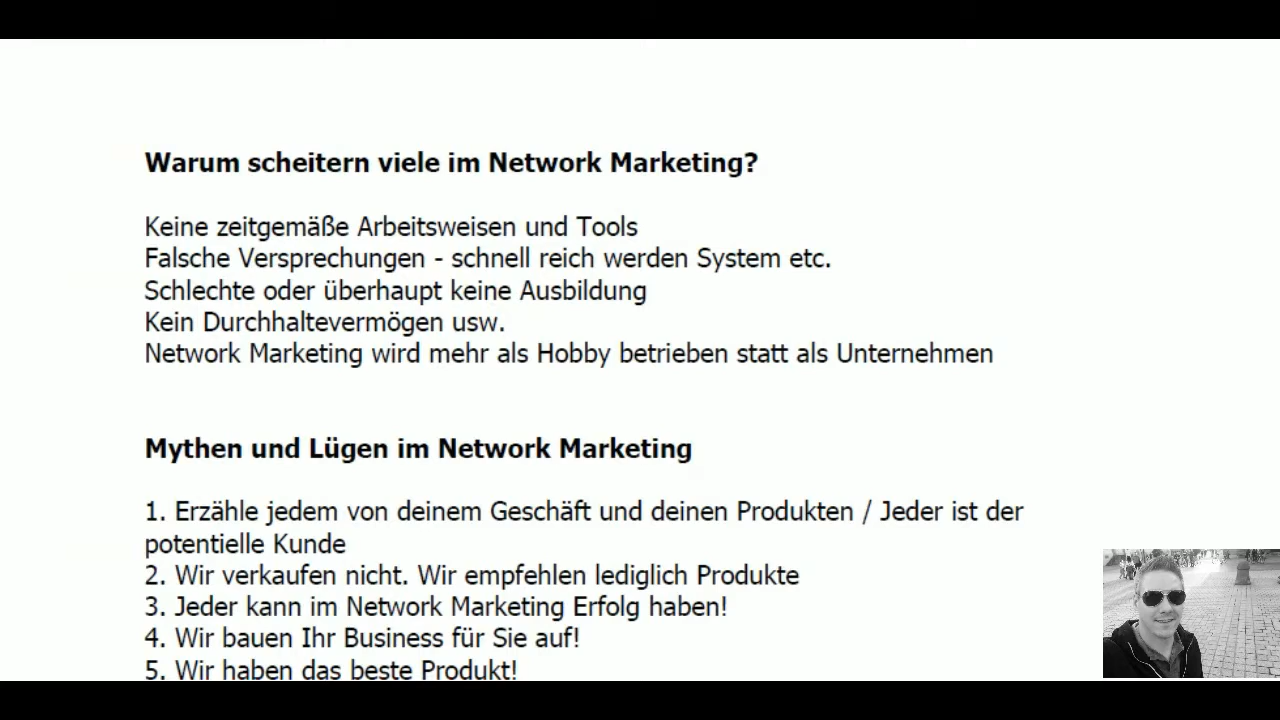 Warum scheitern viele im Network Marketing?
Keine zeitgemäße Arbeitsweisen und Tools
Falsche Versprechungen - schnell reich werden System etc.
Schlechte oder überhaupt keine Ausbildung
Kein Durchhaltevermögen usw.
Network Marketing wird mehr als Hobby betrieben statt als Unternehmen
Mythen und Lügen im Network Marketing
1. Erzähle jedem von deinem Geschäft und deinen Produkten / Jeder ist der
potentielle Kunde
2. Wir verkaufen nicht. Wir empfehlen lediglich Produkte
3. Jeder kann im Network Marketing Erfolg haben!
4. Wir bauen Ihr Business für Sie auf!
5. Wir haben das beste Produkt!